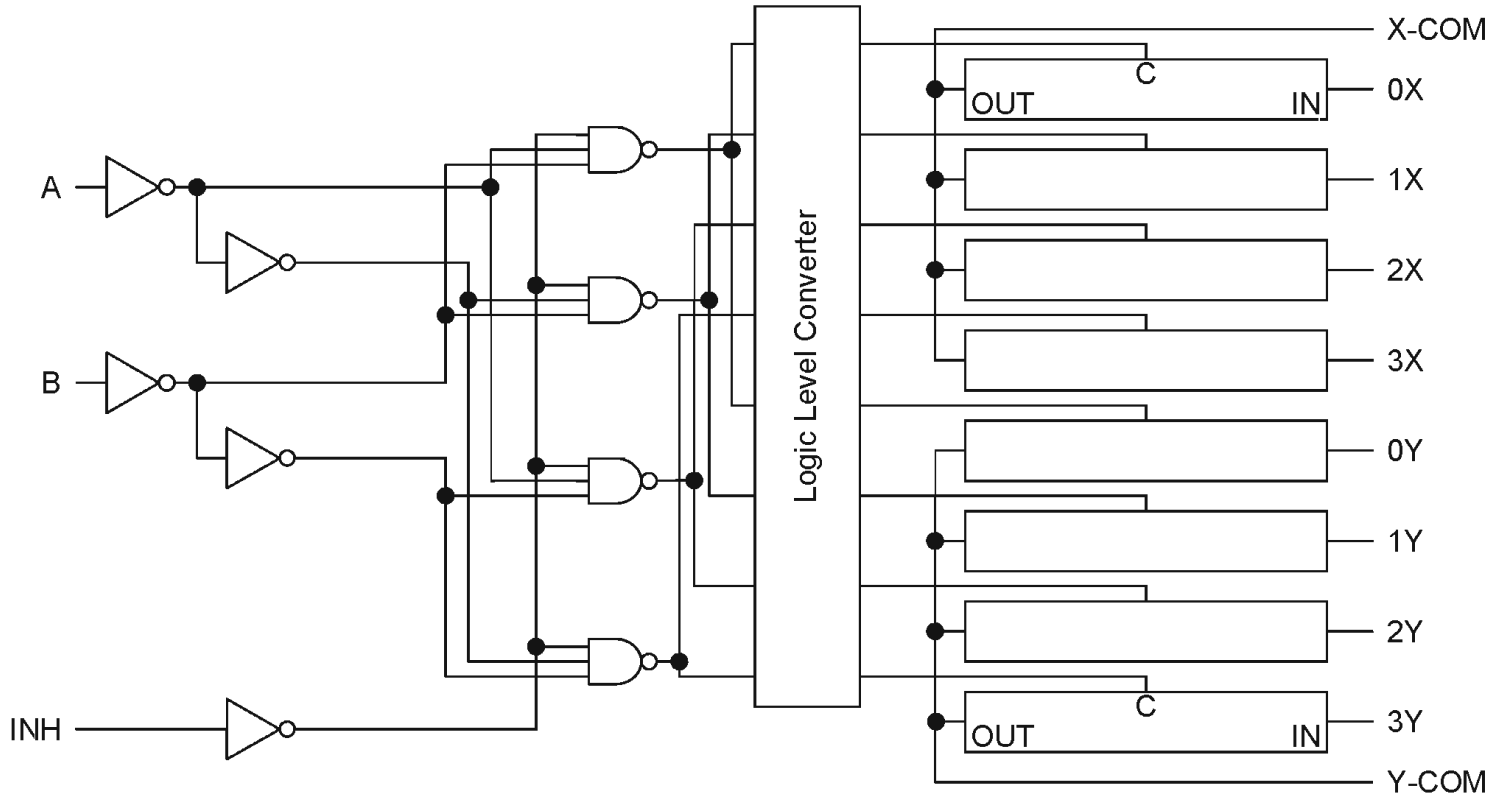 X-COM
C
OUT
IN
0X
1X
A
2X
Logic Level Converter
3X
B
0Y
1Y
2Y
C
OUT
IN
3Y
INH
Y-COM